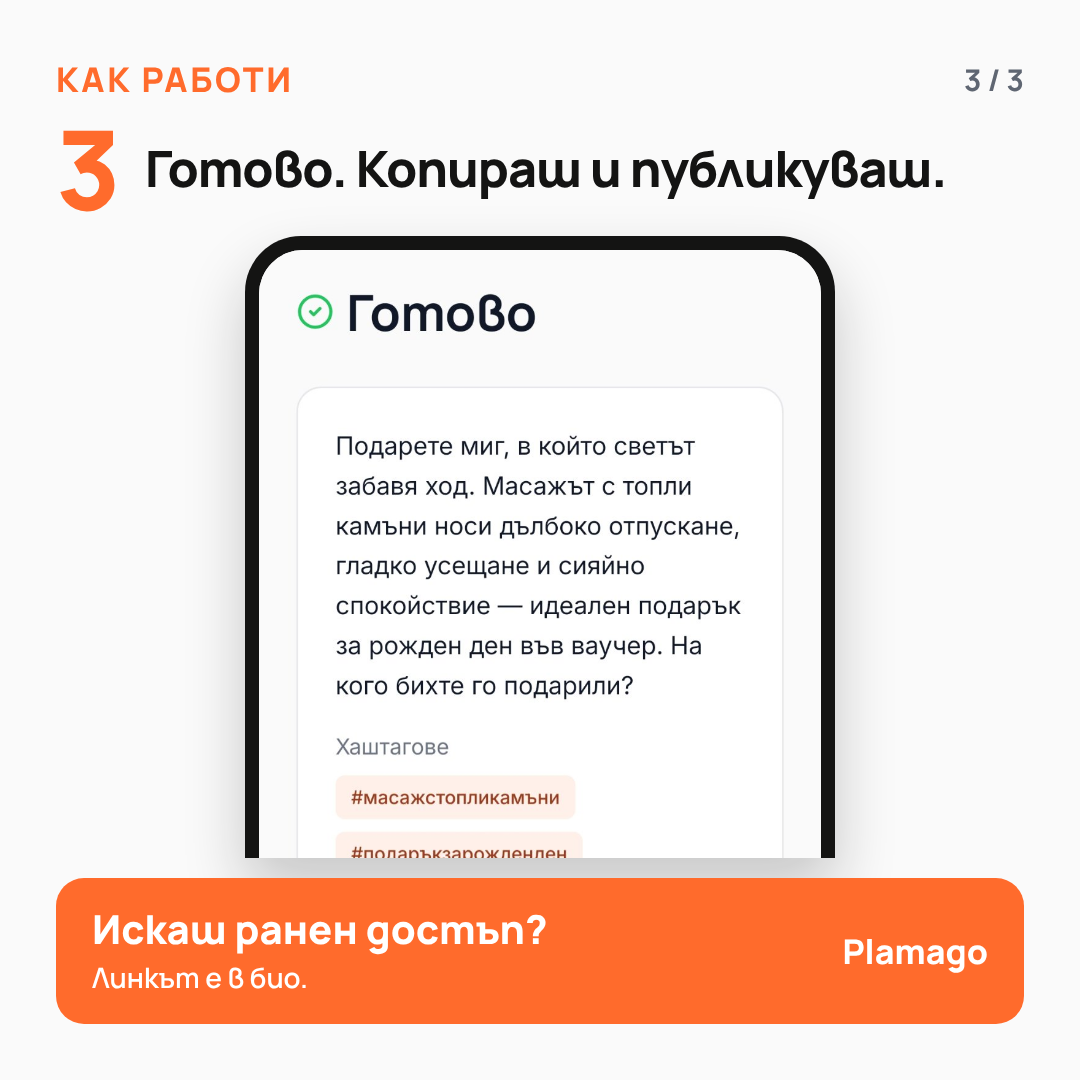 КАК РАБОТИ
3 / 3
3
Готово. Копираш и публикуваш.
Готово
Подарете миг, в който светът
забавя ход. Масажът с топли
камъни носи дълбоко отпускане,
гладко усещане и сияйно
спокойствие — идеален подарък
за рожден ден във ваучер. На
кого бихте го подарили?
Хаштагове
#масажстопликамъни
#подаръкзарожденден
Искаш ранен достъп?
Линкът е в био.
Plamago